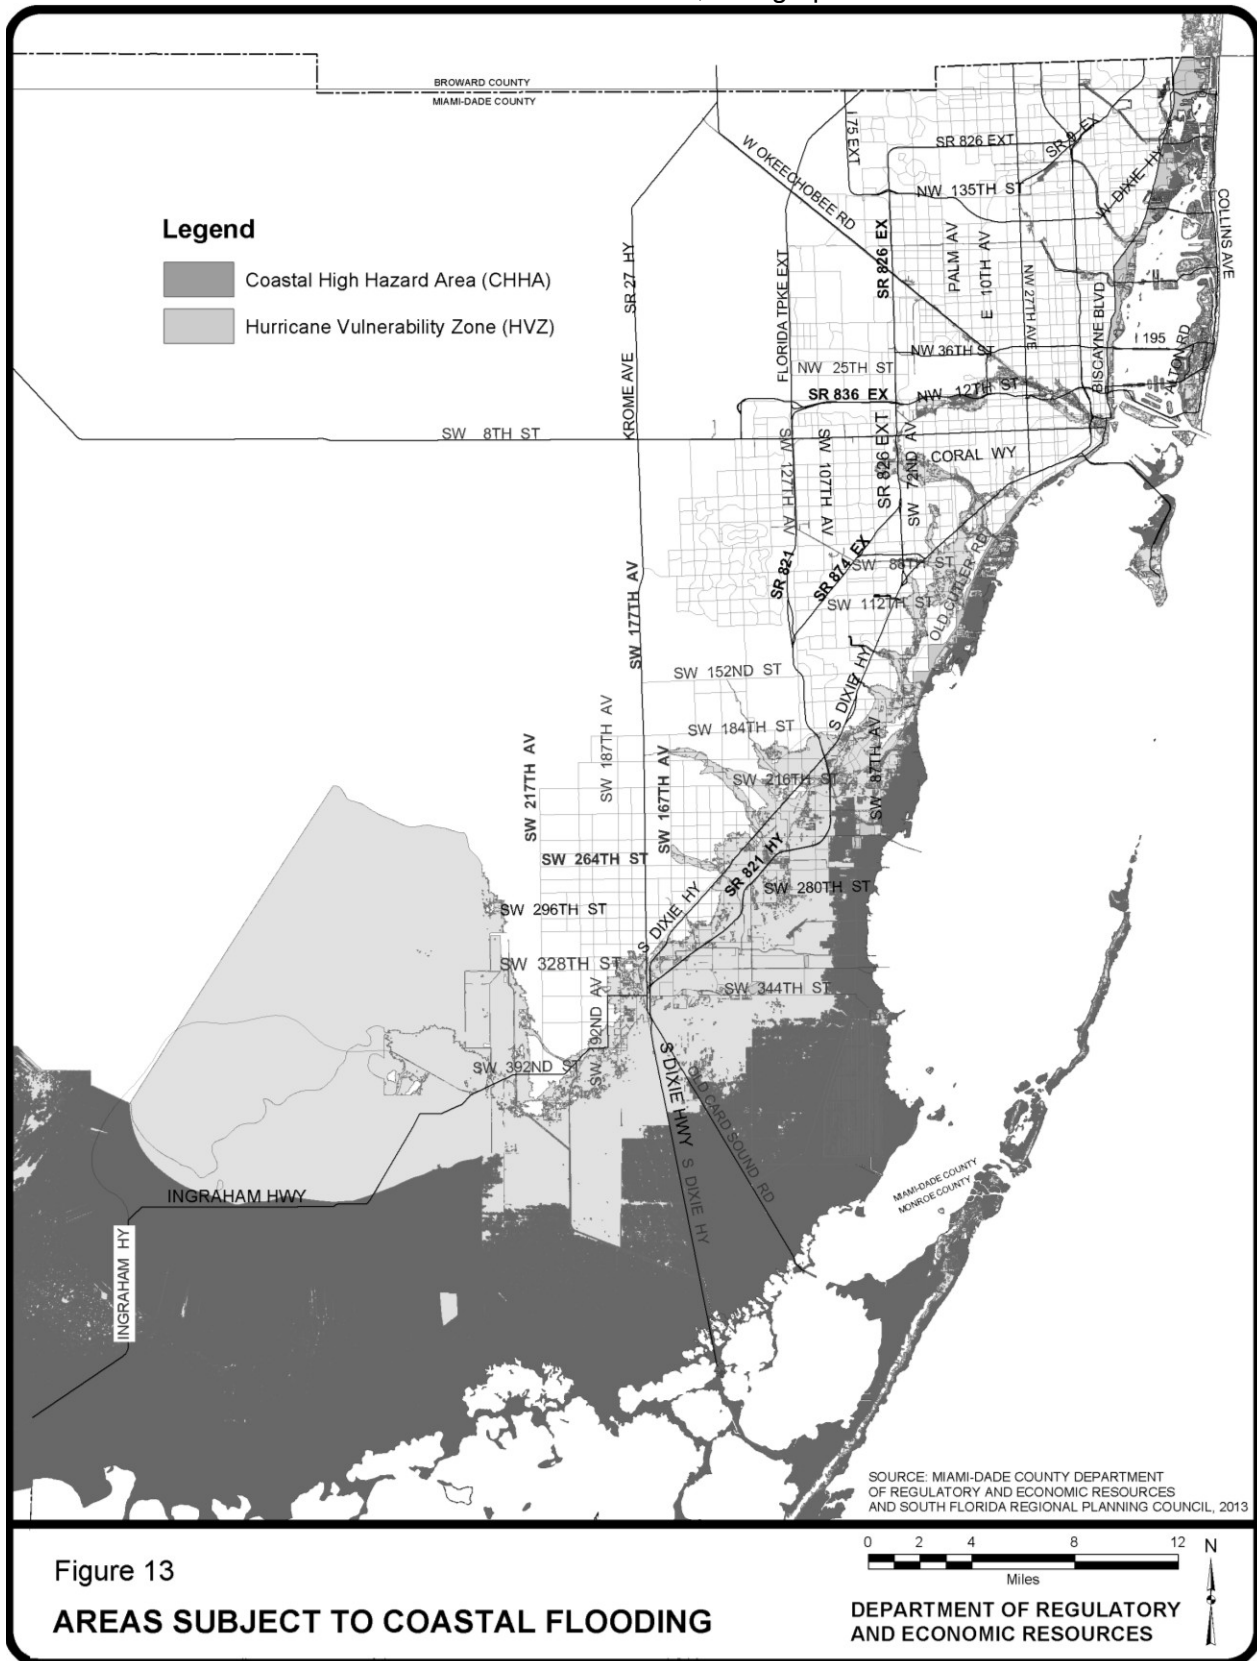 BROWARD COUNTY
MIAMI-DADE COUNTY
I 75 EXT
SR 826 EXT
SR 9 EX
W OKEECHOBEE RD
NW 135TH ST
W DIXIE HY
COLLINS AVE
Legend
Coastal High Hazard Area (CHHA)
Hurricane Vulnerability Zone (HVZ)
SR 27 HY
KROME AVE
FLORIDA TPKE EXT
SR 826 EX
PALM AV
E 10TH AV
NW 27TH AVE
BISCAYNE BLVD
I 195
ALTON RD
NW 36TH ST
NW 25TH ST
SR 836 EX
NW 12TH ST
SW 8TH ST
SW 127TH AV
SW 107TH AV
SR 826 EXT
SW 72ND AV
CORAL WY
SR 821
SR 874 EX
SW 88TH ST
SW 112TH ST
OLD CUTLER RD
SW 177TH AV
SW 152ND ST
S DIXIE HY
SW 184TH ST
SW 187TH AV
SW 217TH AV
SW 167TH AV
SW 216TH ST
SW 87TH AV
SW 264TH ST
SR 821 HY
SW 280TH ST
SW 296TH ST
S DIXIE HY
SW 328TH ST
SW 344TH ST
SW 192ND AV
SW 392ND ST
S DIXIE HWY
OLD CARD SOUND RD
S DIXIE HY
INGRAHAM HWY
INGRAHAM HY
MIAMI-DADE COUNTY
MONROE COUNTY
SOURCE: MIAMI-DADE COUNTY DEPARTMENT
OF REGULATORY AND ECONOMIC RESOURCES
AND SOUTH FLORIDA REGIONAL PLANNING COUNCIL, 2013
Figure 13
AREAS SUBJECT TO COASTAL FLOODING
0 2 4 8 12
Miles
N
DEPARTMENT OF REGULATORY
AND ECONOMIC RESOURCES